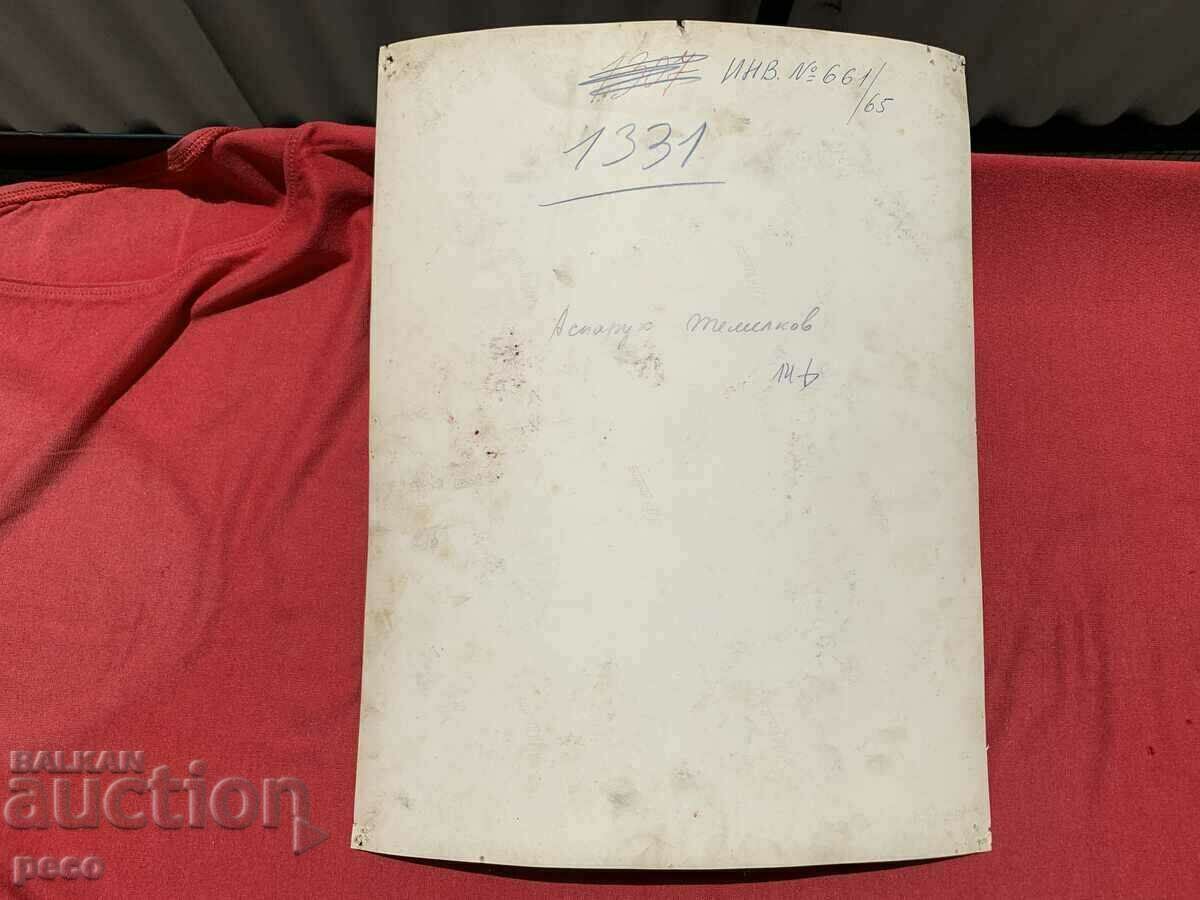 ИНВ. № 661/65
1331
Аспарух Темелков
BALKAN
auction
peco